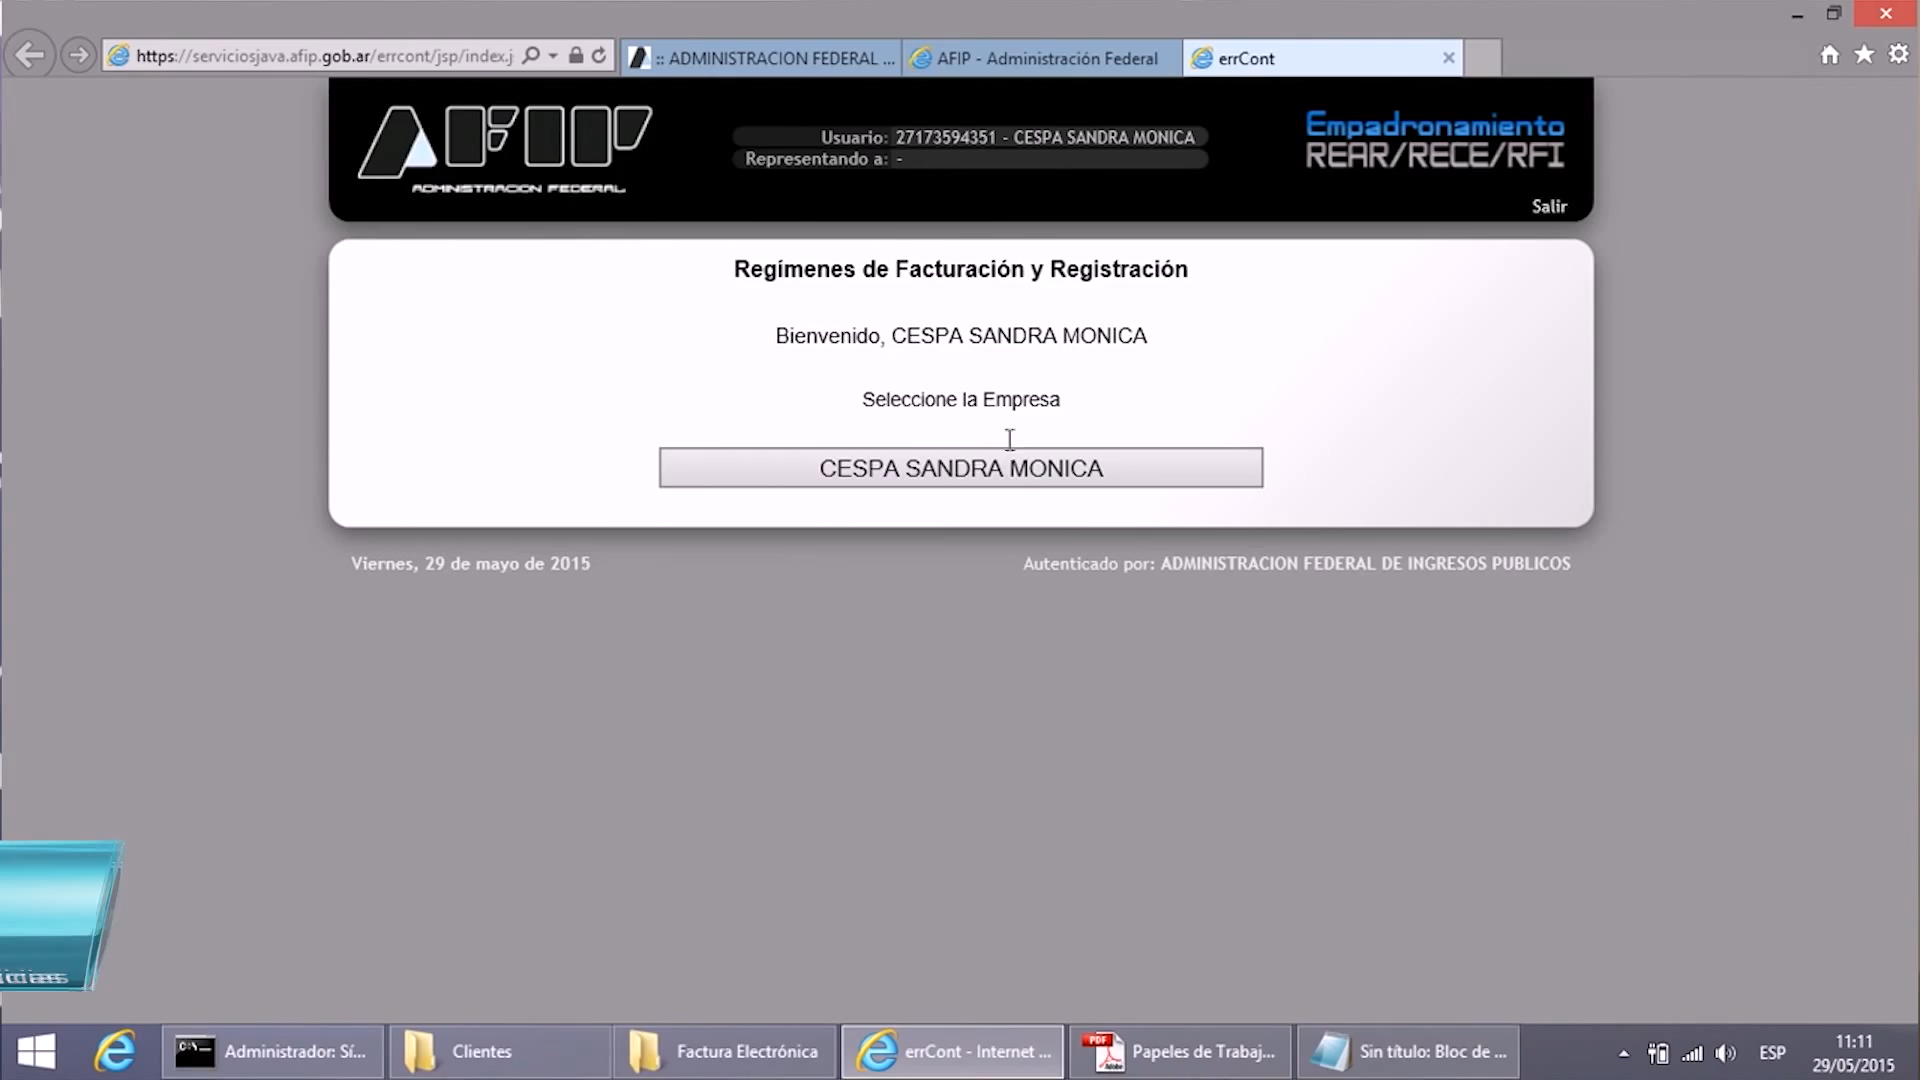 https://serviciosjava.afip.gob.ar/errcont/jsp/index.j
:: ADMINISTRACION FEDERAL ...
AFIP - Administración Federal
errCont
AFIP
ADMINISTRACION FEDERAL
Usuario: 27173594351 - CESPA SANDRA MONICA
Representando a: -
Empadronamiento
REAR/RECE/RFI
Salir
Regímenes de Facturación y Registración
Bienvenido, CESPA SANDRA MONICA
Seleccione la Empresa
CESPA SANDRA MONICA
Viernes, 29 de mayo de 2015
Autenticado por: ADMINISTRACION FEDERAL DE INGRESOS PUBLICOS
Administrador: Sí...
Clientes
Factura Electrónica
errCont - Internet ...
Papeles de Trabaj...
Sin título: Bloc de ...
ESP
11:11
29/05/2015